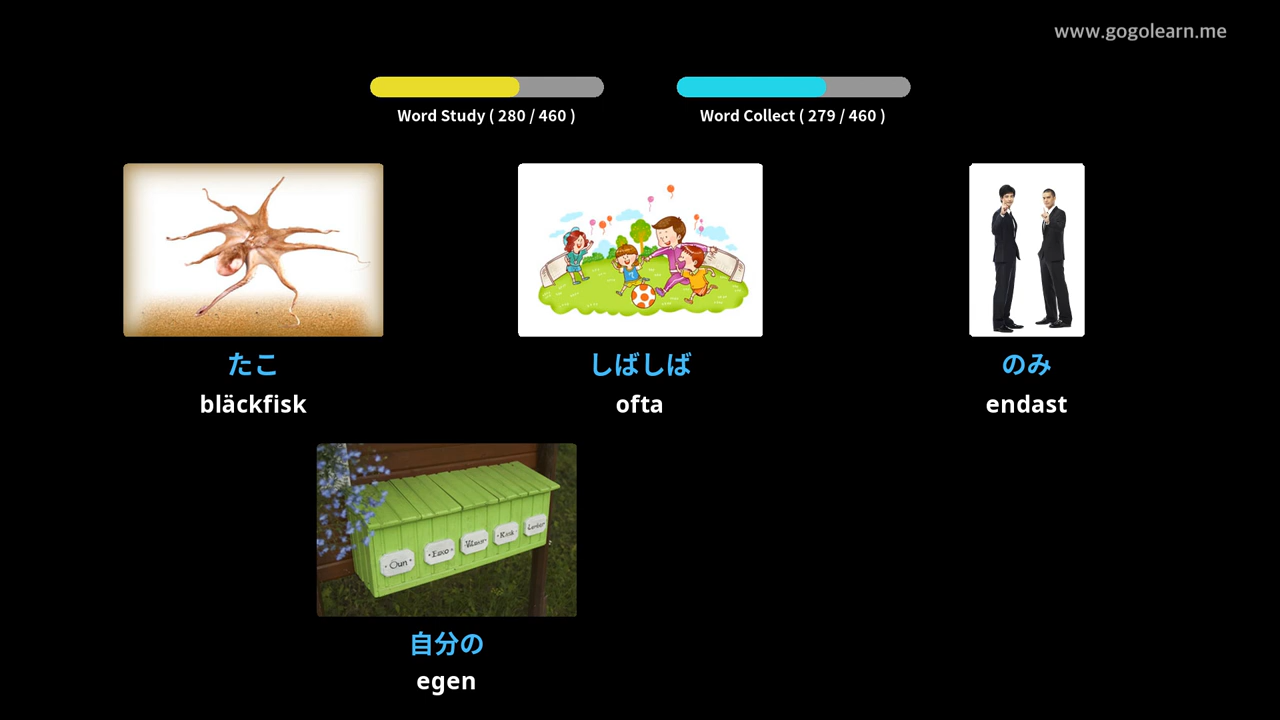 www.gogolearn.me
Word Study ( 280 / 460 )
Word Collect ( 279 / 460 )
たこ
bläckfisk
しばしば
ofta
のみ
endast
自分の
egen